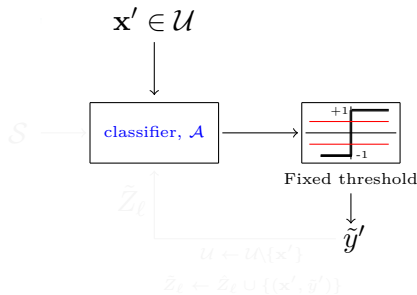 𝐱′ ∈ 𝒰
+1
𝒮
classifier, 𝒜
-1
Fixed threshold
Z̃ℓ
ỹ′
𝒰 ← 𝒰\{𝐱′}
Z̃ℓ ← Z̃ℓ ⊔ {(𝐱′, ỹ′)}